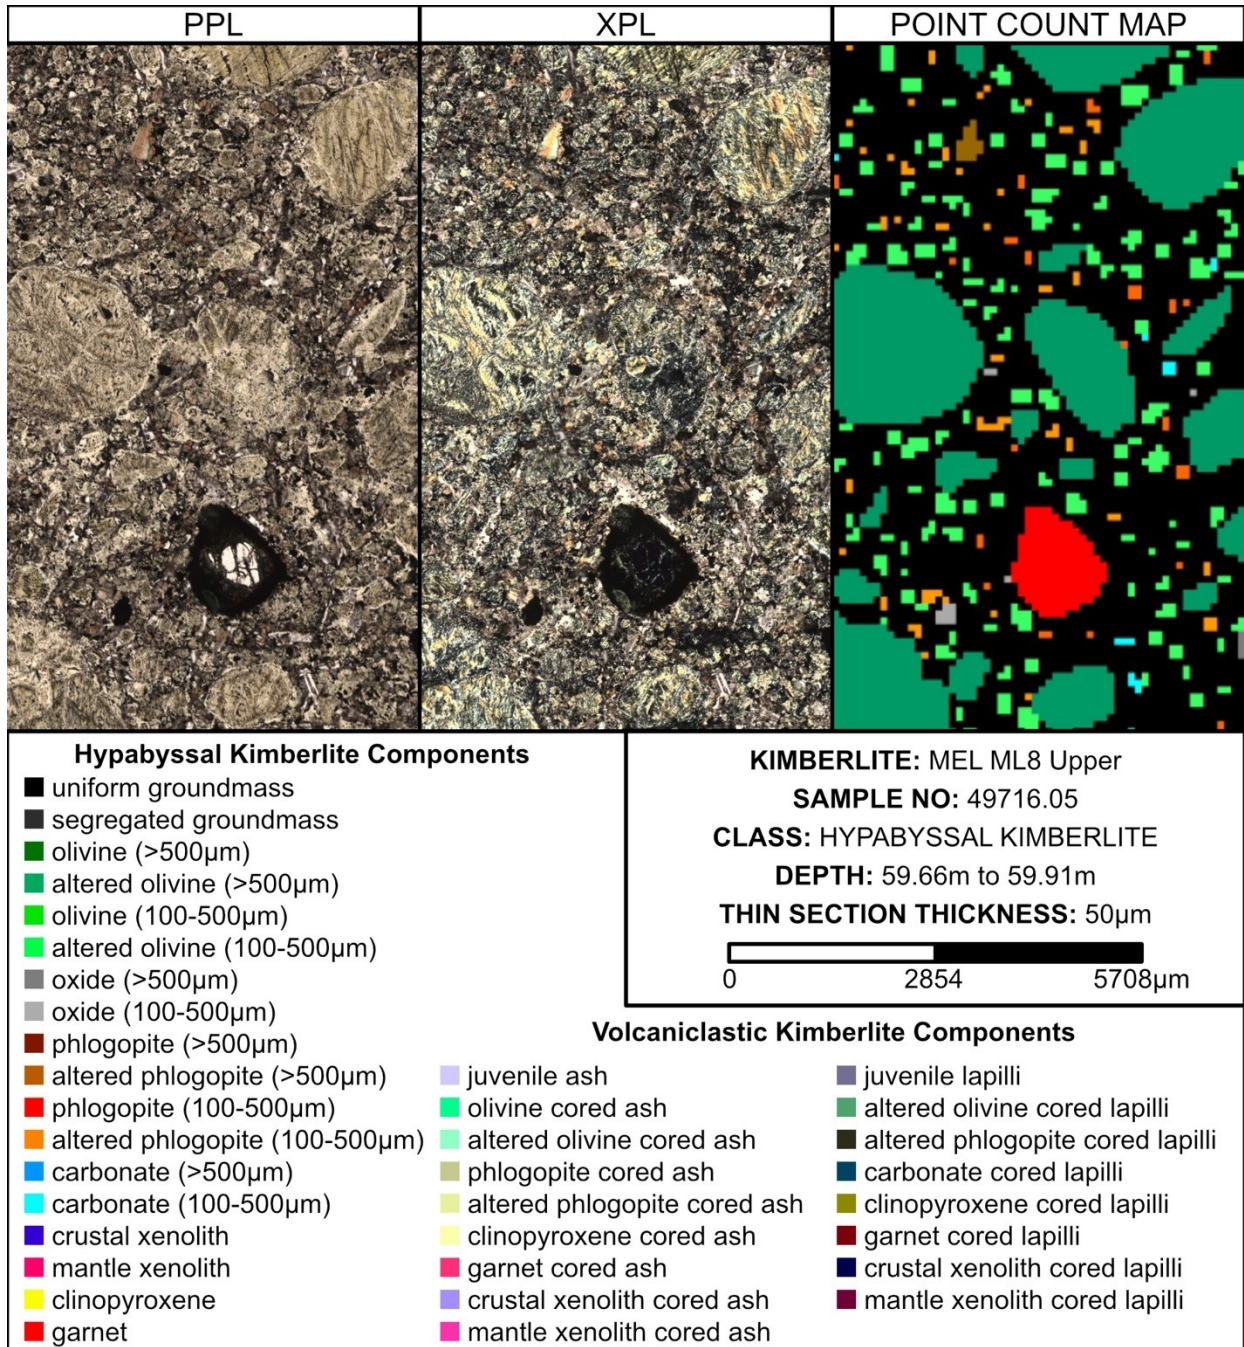 PPL
XPL
POINT COUNT MAP
Hypabyssal Kimberlite Components
uniform groundmass
segregated groundmass
olivine (>500µm)
altered olivine (>500µm)
olivine (100-500µm)
altered olivine (100-500µm)
oxide (>500µm)
oxide (100-500µm)
phlogopite (>500µm)
altered phlogopite (>500µm)
phlogopite (100-500µm)
altered phlogopite (100-500µm)
carbonate (>500µm)
carbonate (100-500µm)
crustal xenolith
mantle xenolith
clinopyroxene
garnet
KIMBERLITE: MEL ML8 Upper
SAMPLE NO: 49716.05
CLASS: HYPABYSSAL KIMBERLITE
DEPTH: 59.66m to 59.91m
THIN SECTION THICKNESS: 50µm
0 2854 5708µm
Volcaniclastic Kimberlite Components
juvenile ash
olivine cored ash
altered olivine cored ash
phlogopite cored ash
altered phlogopite cored ash
clinopyroxene cored ash
garnet cored ash
crustal xenolith cored ash
mantle xenolith cored ash
juvenile lapilli
altered olivine cored lapilli
altered phlogopite cored lapilli
carbonate cored lapilli
clinopyroxene cored lapilli
garnet cored lapilli
crustal xenolith cored lapilli
mantle xenolith cored lapilli